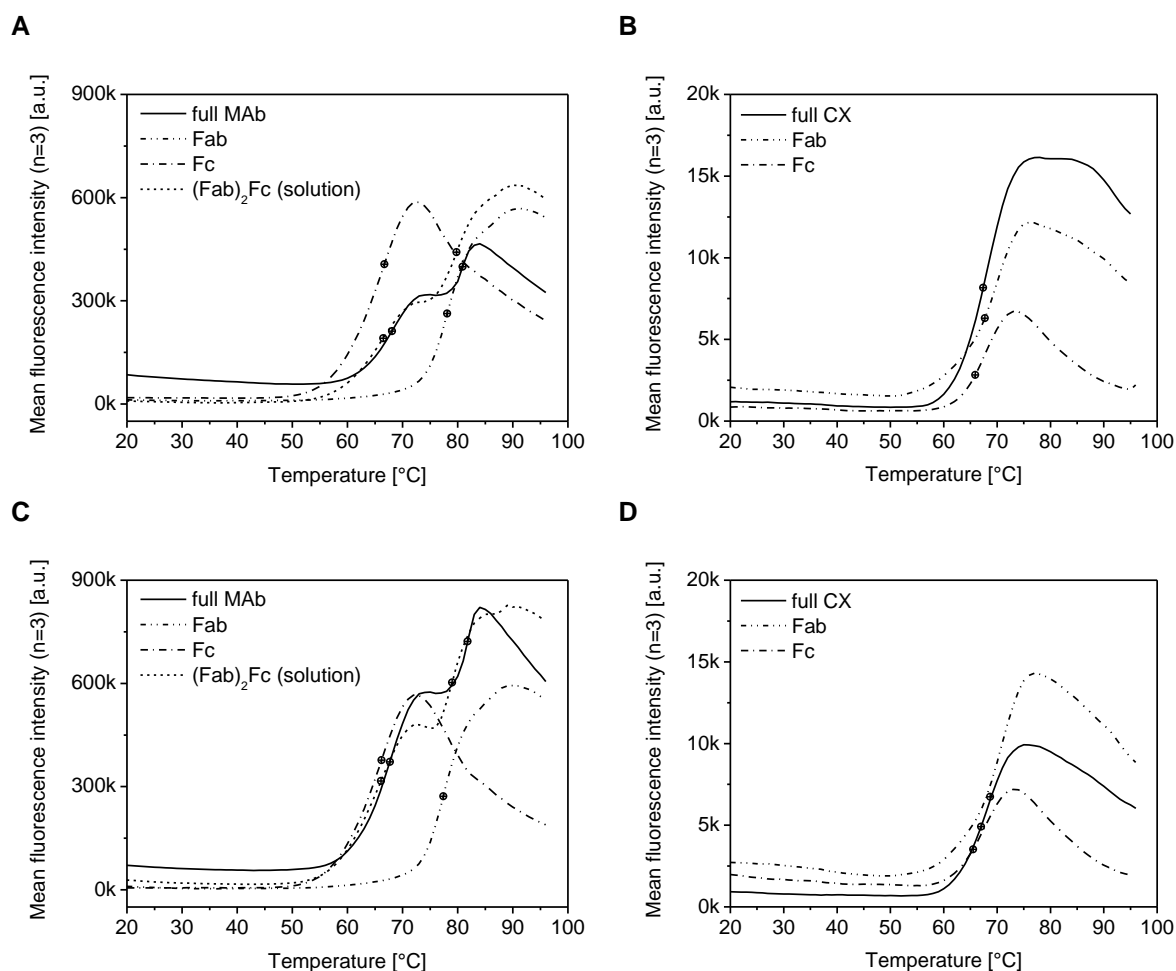 A
Mean fluorescence intensity (n=3) [a.u.]
900k
600k
300k
0k
full MAb
Fab
Fc
(Fab)₂Fc (solution)
20 30 40 50 60 70 80 90 100
Temperature [°C]
B
Mean fluorescence intensity (n=3) [a.u.]
20k
15k
10k
5k
0k
full CX
Fab
Fc
20 30 40 50 60 70 80 90 100
Temperature [°C]
C
Mean fluorescence intensity (n=3) [a.u.]
900k
600k
300k
0k
full MAb
Fab
Fc
(Fab)₂Fc (solution)
20 30 40 50 60 70 80 90 100
Temperature [°C]
D
Mean fluorescence intensity (n=3) [a.u.]
20k
15k
10k
5k
0k
full CX
Fab
Fc
20 30 40 50 60 70 80 90 100
Temperature [°C]